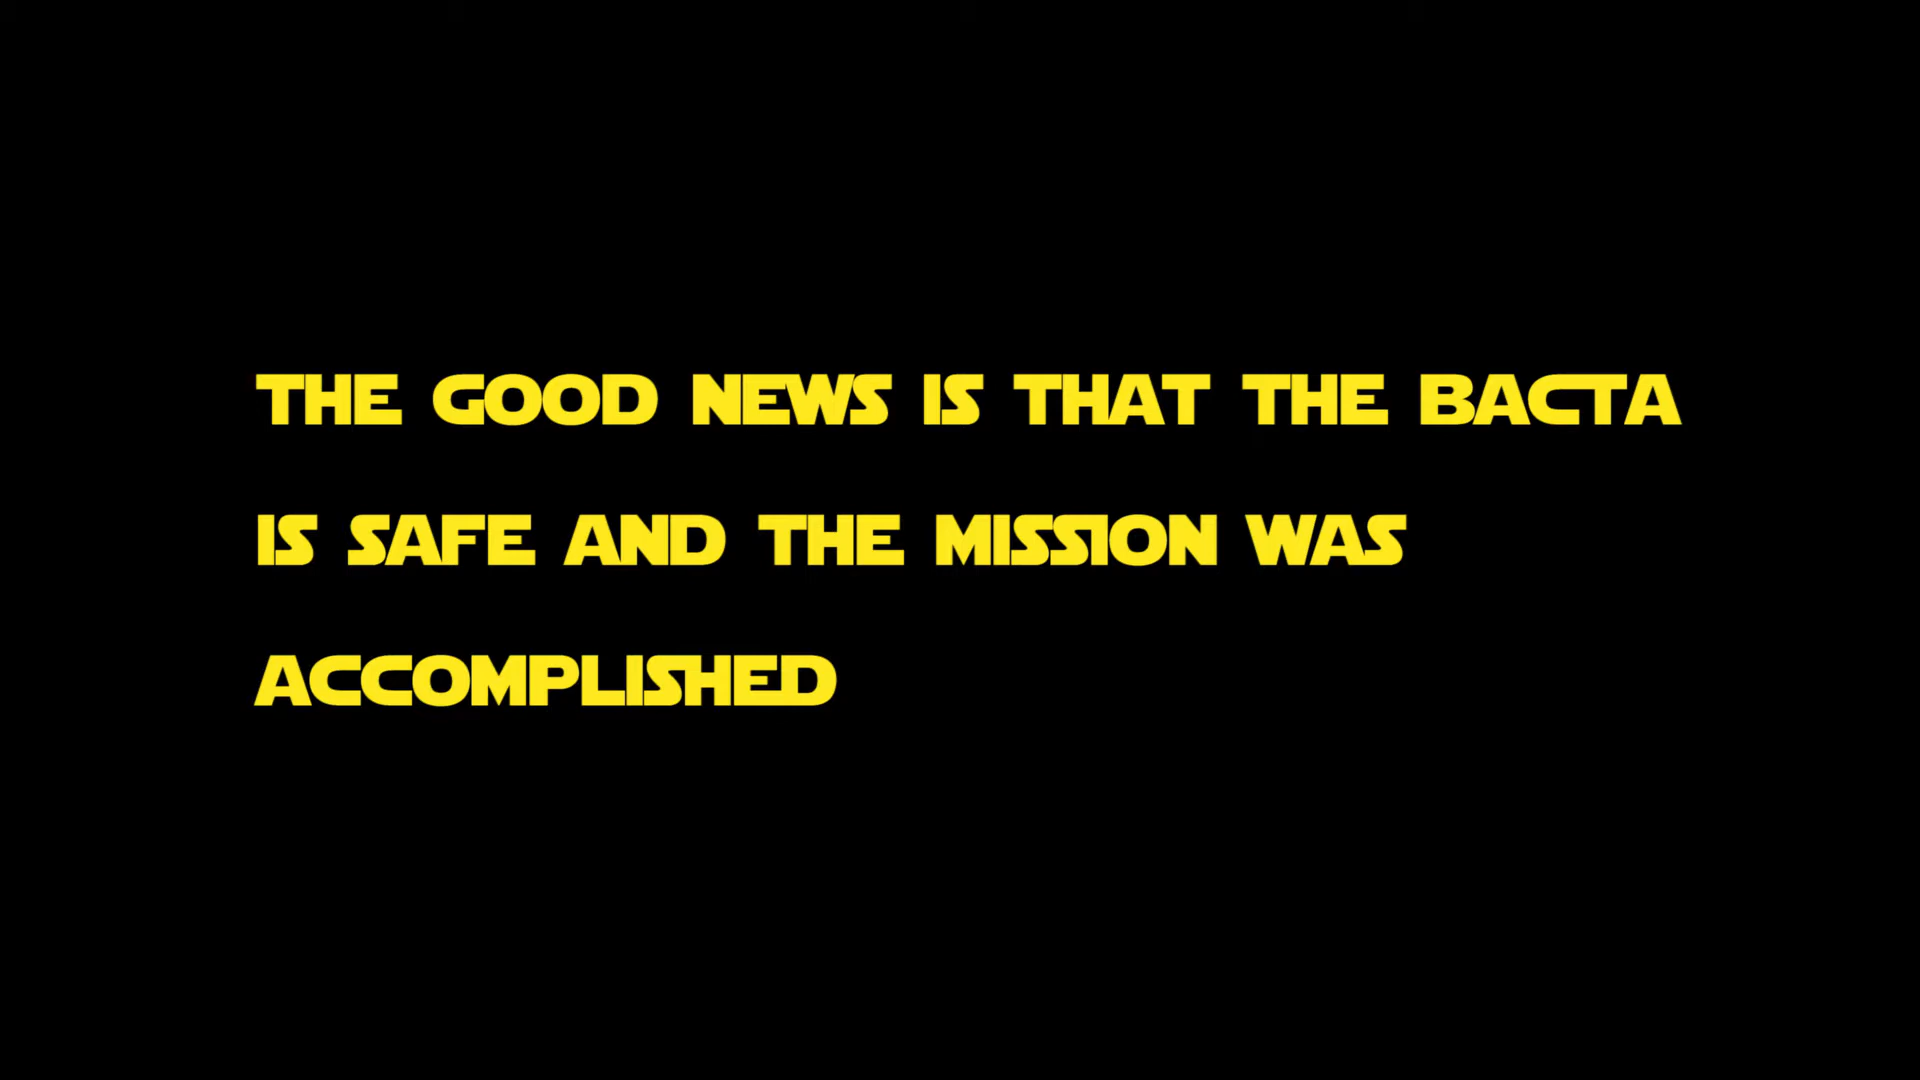 THE GOOD NEWS IS THAT THE BACTA
IS SAFE AND THE MISSION WAS
ACCOMPLISHED